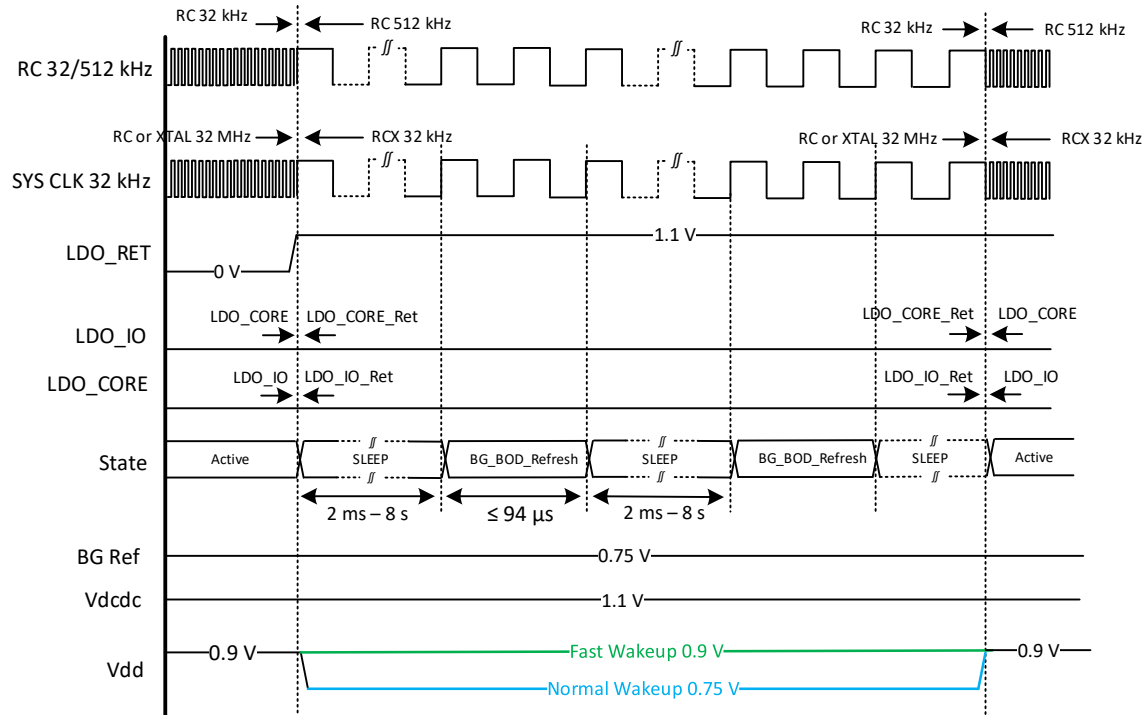 RC 32 kHz RC 512 kHz RC 32 kHz RC 512 kHz
RC 32/512 kHz
RC or XTAL 32 MHz RCX 32 kHz RC or XTAL 32 MHz RCX 32 kHz
SYS CLK 32 kHz
LDO_RET 0 V 1.1 V
LDO_CORE LDO_CORE_Ret LDO_CORE_Ret LDO_CORE
LDO_IO
LDO_IO LDO_IO_Ret LDO_IO_Ret LDO_IO
LDO_CORE
State Active SLEEP BG_BOD_Refresh SLEEP BG_BOD_Refresh SLEEP Active
2 ms – 8 s ≤ 94 µs 2 ms – 8 s
BG Ref 0.75 V
Vdcdc 1.1 V
0.9 V Fast Wakeup 0.9 V 0.9 V
Vdd
Normal Wakeup 0.75 V